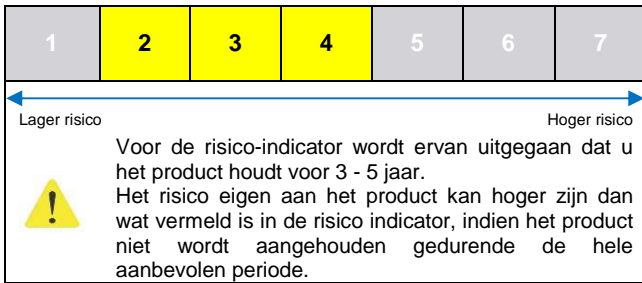 1 2 3 4 5 6 7
Lager risico Hoger risico
Voor de risico-indicator wordt ervan uitgegaan dat u
het product houdt voor 3 - 5 jaar.
Het risico eigen aan het product kan hoger zijn dan
wat vermeld is in de risico indicator, indien het product
niet wordt aangehouden gedurende de hele
aanbevolen periode.